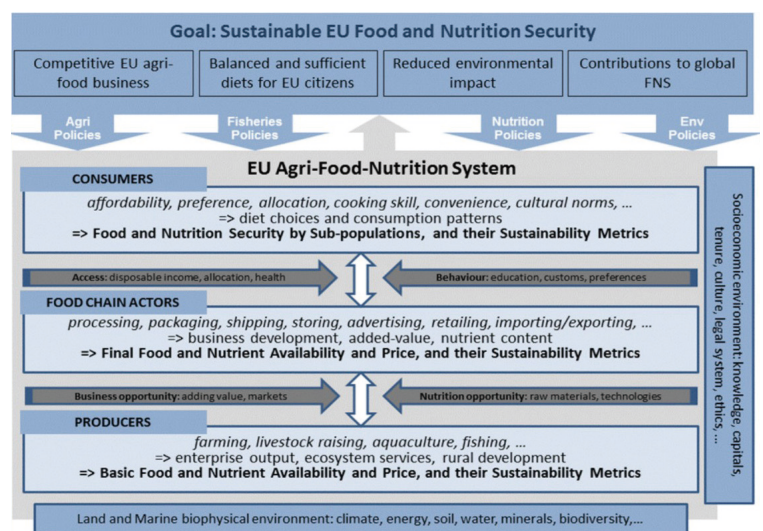 Goal: Sustainable EU Food and Nutrition Security
Competitive EU agri-
food business
Balanced and sufficient
diets for EU citizens
Reduced environmental
impact
Contributions to global
FNS
Agri
Policies
Fisheries
Policies
Nutrition
Policies
Env
Policies
EU Agri-Food-Nutrition System
CONSUMERS
affordability, preference, allocation, cooking skill, convenience, cultural norms, ...
=> diet choices and consumption patterns
=> Food and Nutrition Security by Sub-populations, and their Sustainability Metrics
Access: disposable income, allocation, health
Behaviour: education, customs, preferences
FOOD CHAIN ACTORS
processing, packaging, shipping, storing, advertising, retailing, importing/exporting, ...
=> business development, added-value, nutrient content
=> Final Food and Nutrient Availability and Price, and their Sustainability Metrics
Business opportunity: adding value, markets
Nutrition opportunity: raw materials, technologies
PRODUCERS
farming, livestock raising, aquaculture, fishing, ...
=> enterprise output, ecosystem services, rural development
=> Basic Food and Nutrient Availability and Price, and their Sustainability Metrics
Socioeconomic environment: knowledge, capitals,
tenure, culture, legal system, ethics, ...
Land and Marine biophysical environment: climate, energy, soil, water, minerals, biodiversity,...